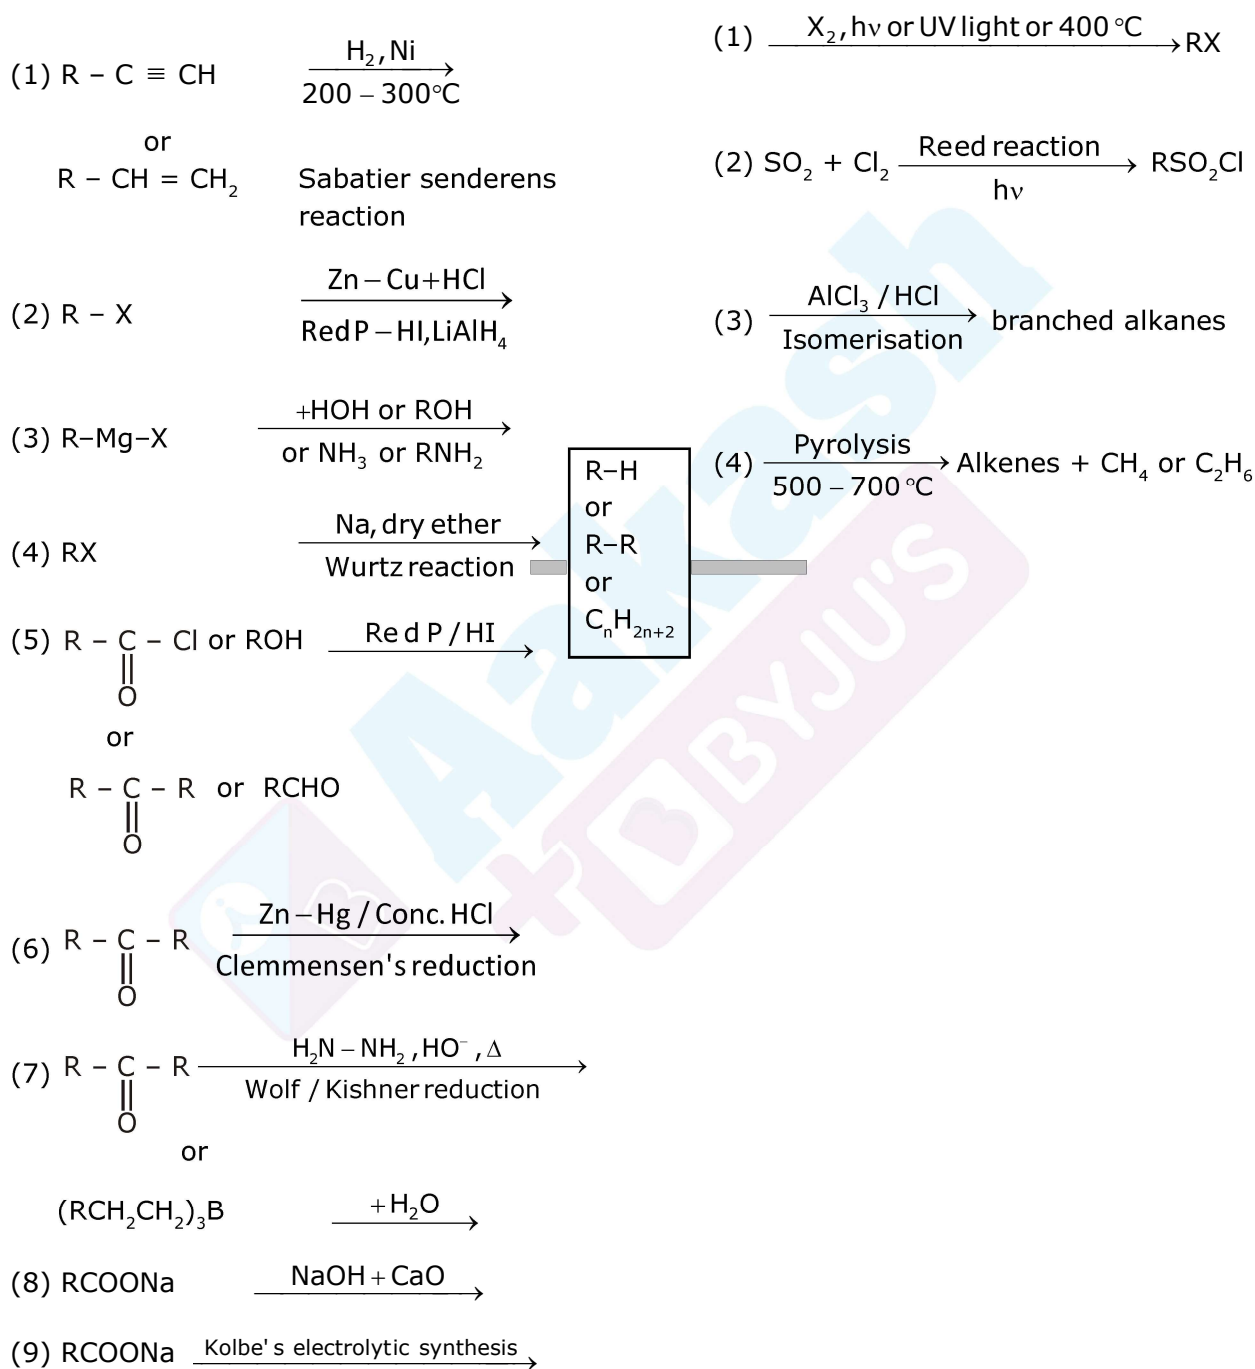 (1) R – C ≡ CH
H₂, Ni
200 – 300°C
or
R – CH = CH₂
Sabatier senderens
reaction
(2) R – X
Zn – Cu+HCl
Red P – HI, LiAlH₄
(3) R–Mg–X
+HOH or ROH
or NH₃ or RNH₂
(4) RX
Na, dry ether
Wurtz reaction
(5) R – C – Cl or ROH
O
Red P / HI
or
R – C – R or RCHO
O
(6) R – C – R
O
Zn – Hg / Conc. HCl
Clemmensen's reduction
(7) R – C – R
O
H₂N – NH₂ , HO⁻ , Δ
Wolf / Kishner reduction
or
(RCH₂CH₂)₃B
+H₂O
(8) RCOONa
NaOH + CaO
(9) RCOONa
Kolbe's electrolytic synthesis
R–H
or
R–R
or
CₙH₂ₙ₊₂
(1) X₂, hν or UV light or 400 °C RX
(2) SO₂ + Cl₂ Reed reaction RSO₂Cl
hν
(3) AlCl₃ / HCl branched alkanes
Isomerisation
(4) Pyrolysis Alkenes + CH₄ or C₂H₆
500 – 700 °C
Aakash
+ B BYJU'S